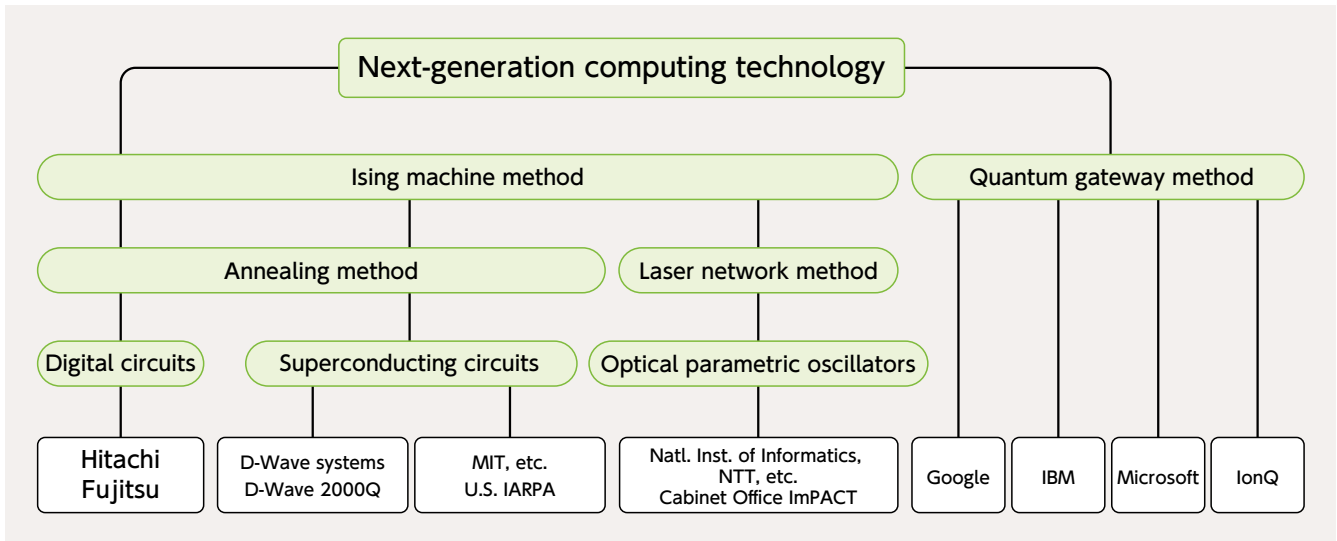 Next-generation computing technology
Ising machine method
Quantum gateway method
Annealing method
Laser network method
Digital circuits
Superconducting circuits
Optical parametric oscillators
Hitachi
Fujitsu
D-Wave systems
D-Wave 2000Q
MIT, etc.
U.S. IARPA
Natl. Inst. of Informatics,
NTT, etc.
Cabinet Office ImPACT
Google
IBM
Microsoft
IonQ